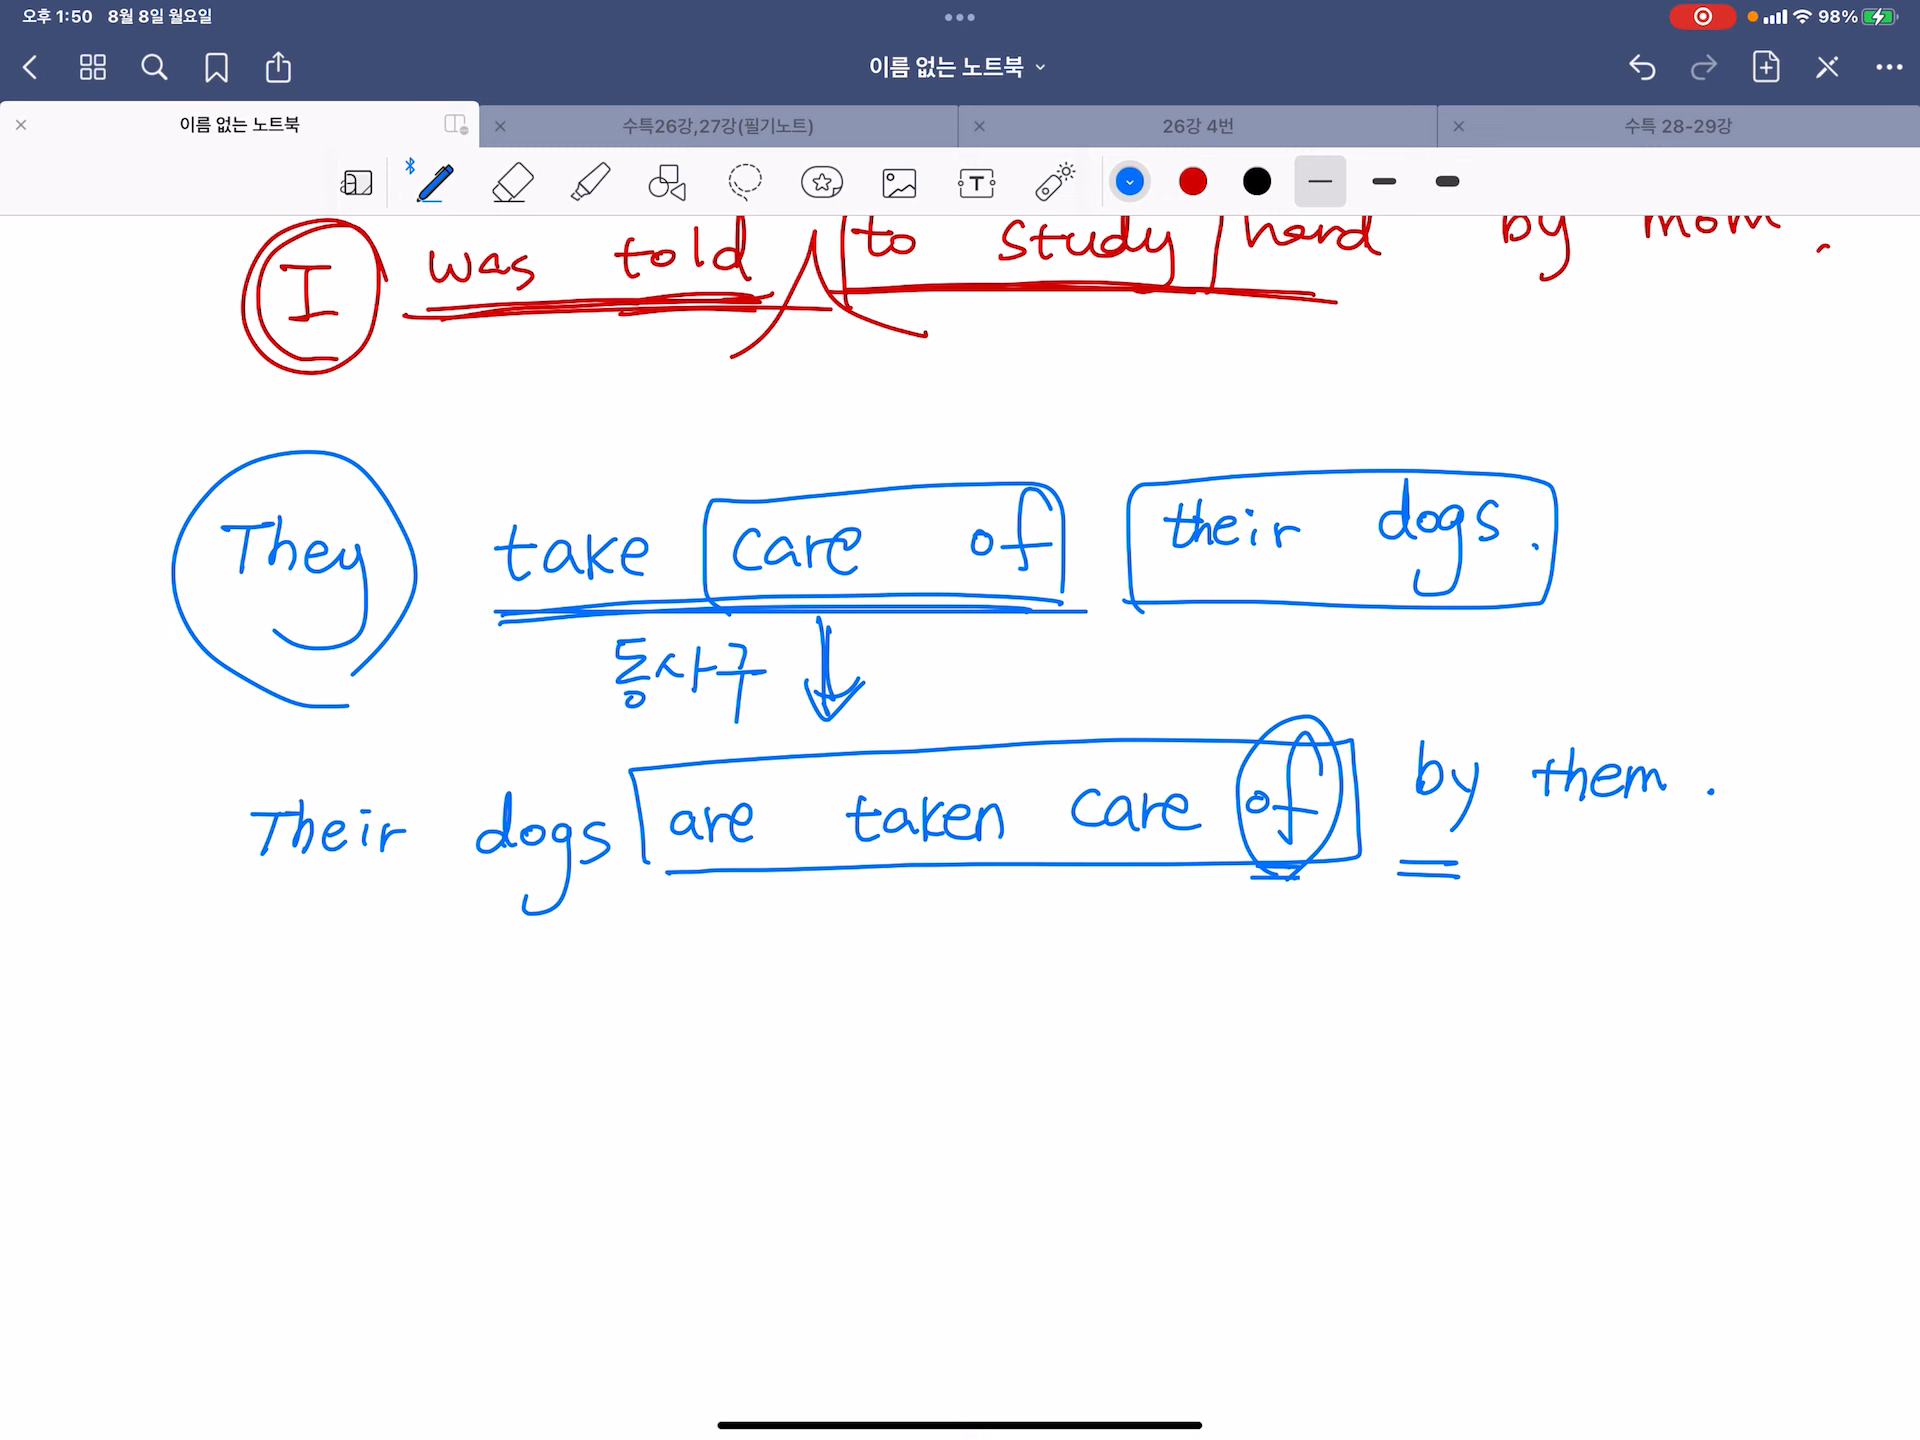 오후 1:50 8월 8일 월요일
98%
이름 없는 노트북
이름 없는 노트북 수특26강,27강(필기노트) 26강 4번 수특 28-29강
I was told to study hard by mom.
They take care of their dogs.
동사구
Their dogs are taken care of by them.